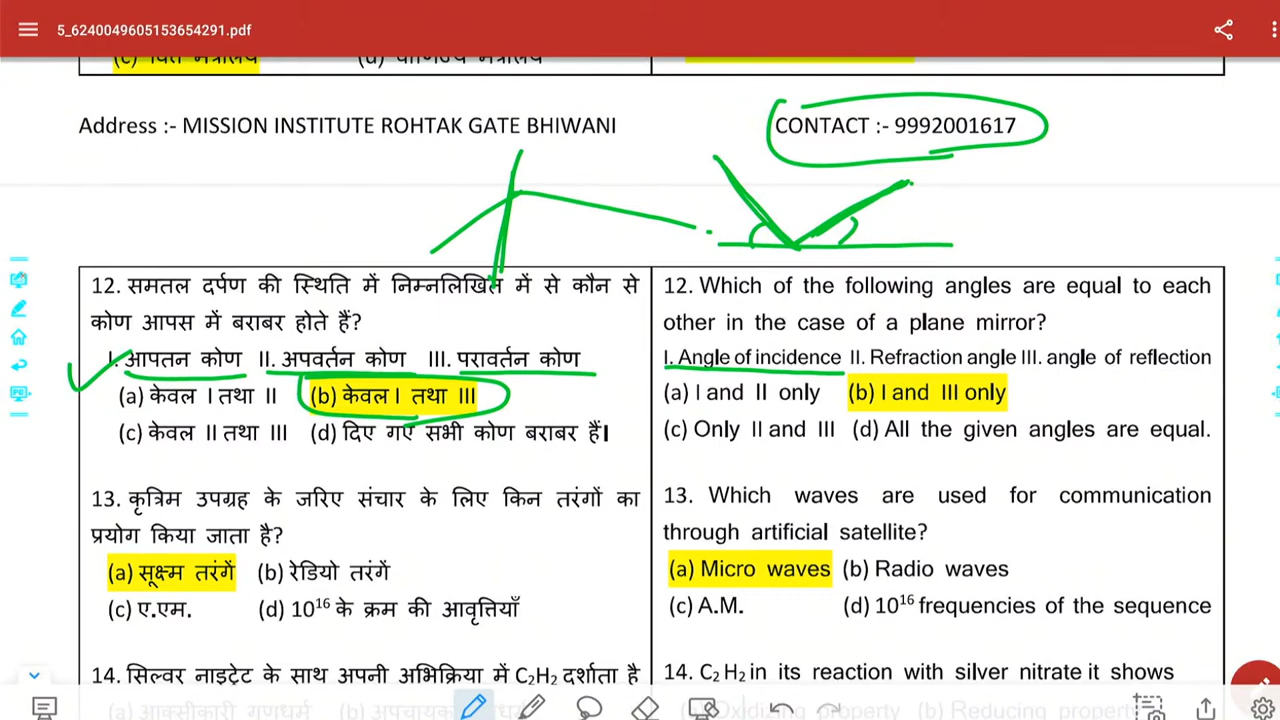 5_6240049605153654291.pdf
Address :- MISSION INSTITUTE ROHTAK GATE BHIWANI
CONTACT :- 9992001617
12. समतल दर्पण की स्थिति में निम्नलिखित में से कौन से
कोण आपस में बराबर होते हैं?
I. आपतन कोण II. अपवर्तन कोण III. परावर्तन कोण
(a) केवल I तथा II (b) केवल I तथा III
(c) केवल II तथा III (d) दिए गए सभी कोण बराबर हैं।
13. कृत्रिम उपग्रह के जरिए संचार के लिए किन तरंगों का
प्रयोग किया जाता है?
(a) सूक्ष्म तरंगें (b) रेडियो तरंगें
(c) ए.एम. (d) 10¹⁶ के क्रम की आवृत्तियाँ
14. सिल्वर नाइट्रेट के साथ अपनी अभिक्रिया में C₂H₂ दर्शाता है
(a) आक्सीकारी गुणधर्म (b)
12. Which of the following angles are equal to each
other in the case of a plane mirror?
I. Angle of incidence II. Refraction angle III. angle of reflection
(a) I and II only (b) I and III only
(c) Only II and III (d) All the given angles are equal.
13. Which waves are used for communication
through artificial satellite?
(a) Micro waves (b) Radio waves
(c) A.M. (d) 10¹⁶ frequencies of the sequence
14. C₂H₂ in its reaction with silver nitrate it shows
Oxidizing property (b) Reducing property